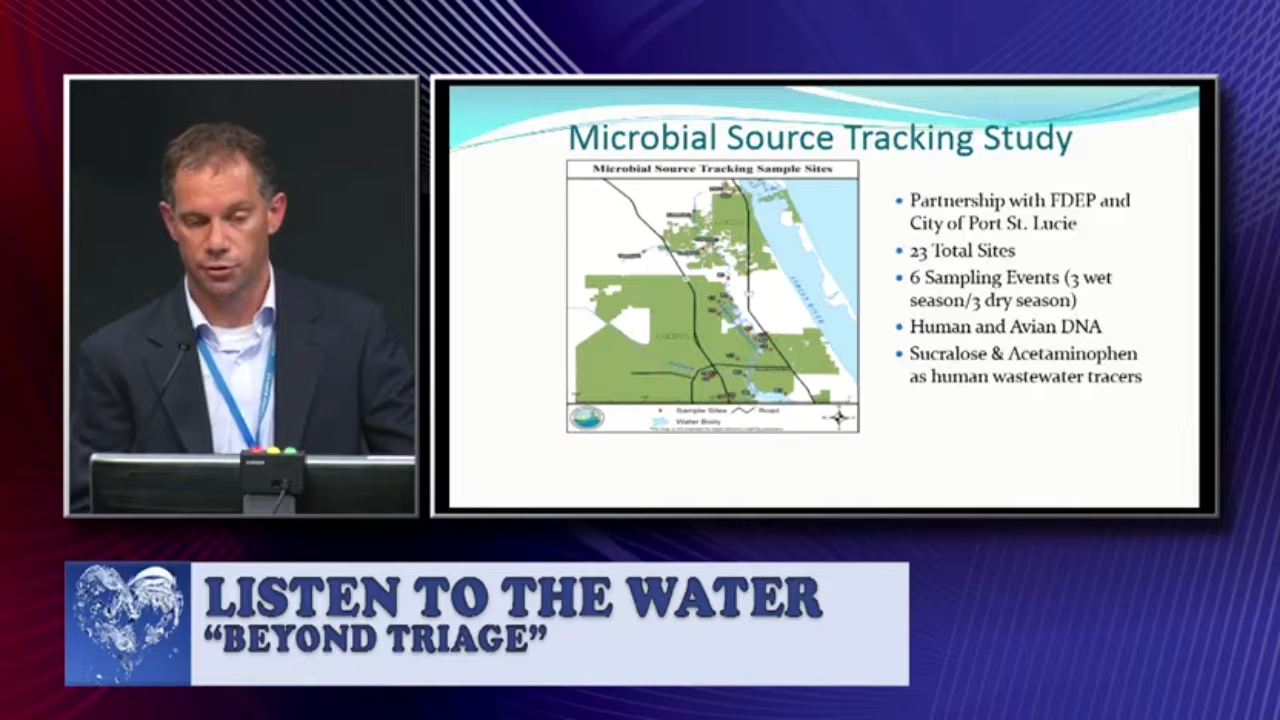 Microbial Source Tracking Study
Microbial Source Tracking Sample Sites
INDIAN RIVER
Sample Sites
Road
Water Body
• Partnership with FDEP and
City of Port St. Lucie
• 23 Total Sites
• 6 Sampling Events (3 wet
season/3 dry season)
• Human and Avian DNA
• Sucralose & Acetaminophen
as human wastewater tracers
LISTEN TO THE WATER
“BEYOND TRIAGE”